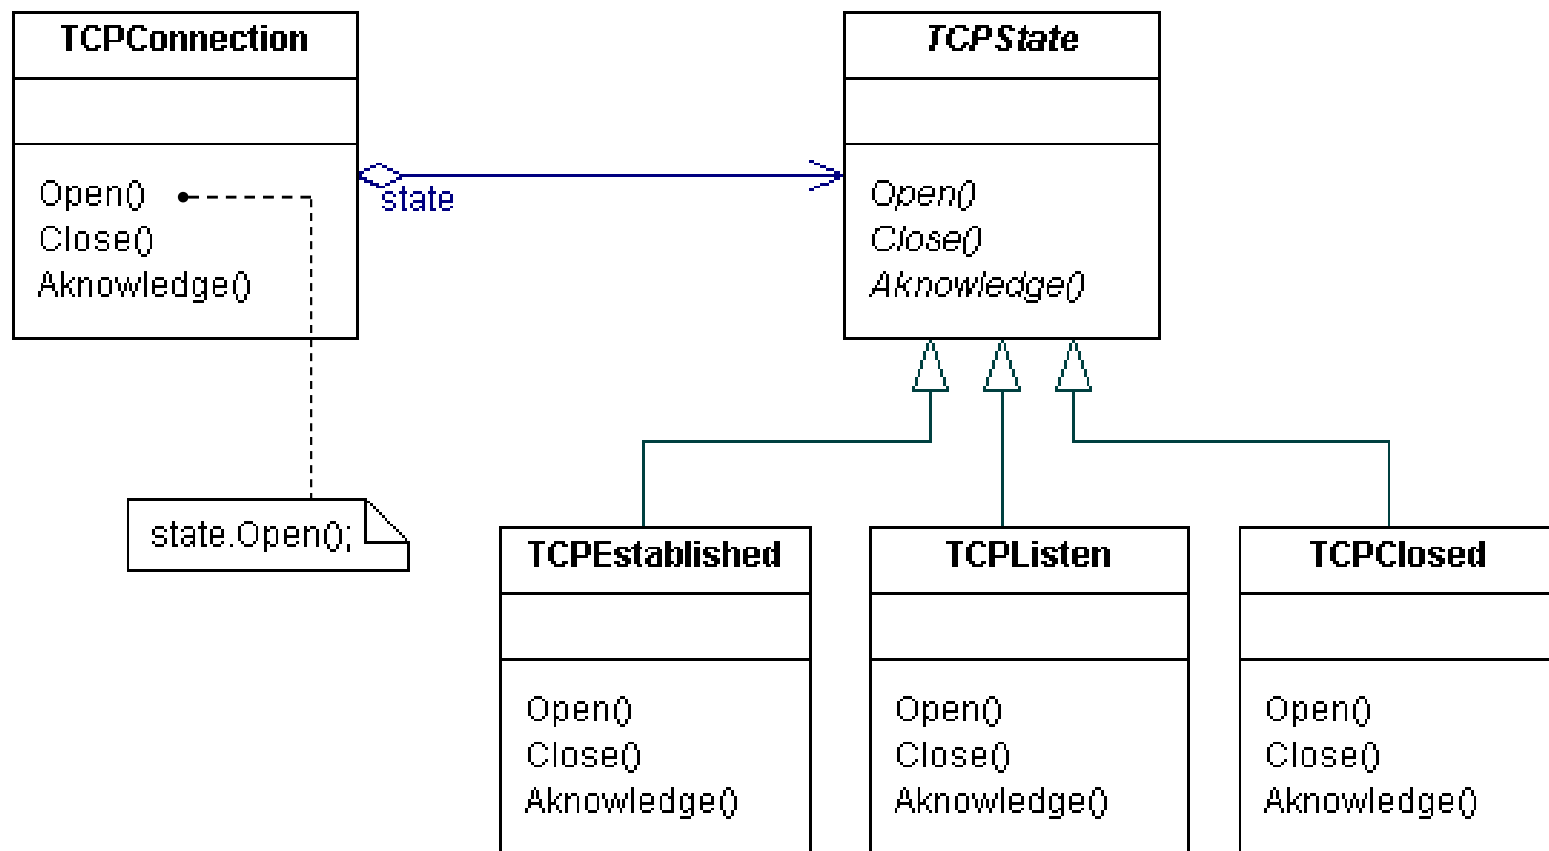 TCPConnection
Open()
Close()
Aknowledge()
state
TCPState
Open()
Close()
Aknowledge()
state.Open();
TCPEstablished
Open()
Close()
Aknowledge()
TCPListen
Open()
Close()
Aknowledge()
TCPClosed
Open()
Close()
Aknowledge()